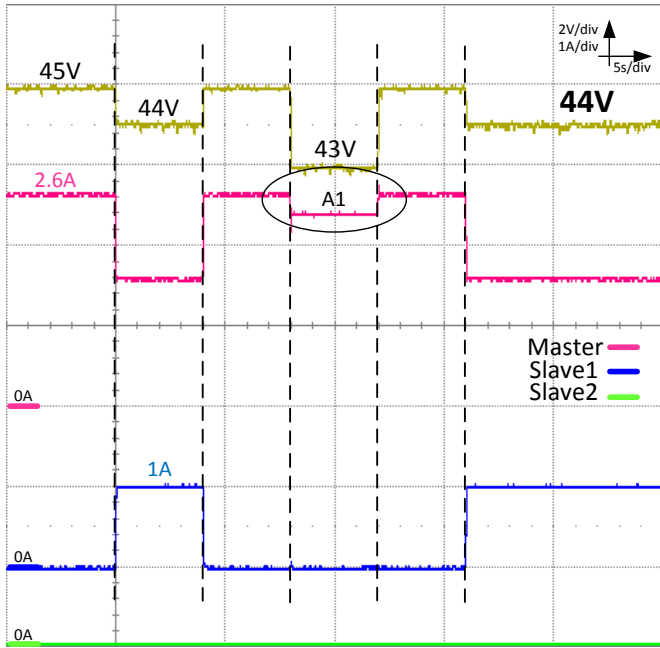 2V/div
1A/div
5s/div
45V
44V
44V
43V
2.6A
A1
Master
Slave1
Slave2
0A
1A
0A
0A